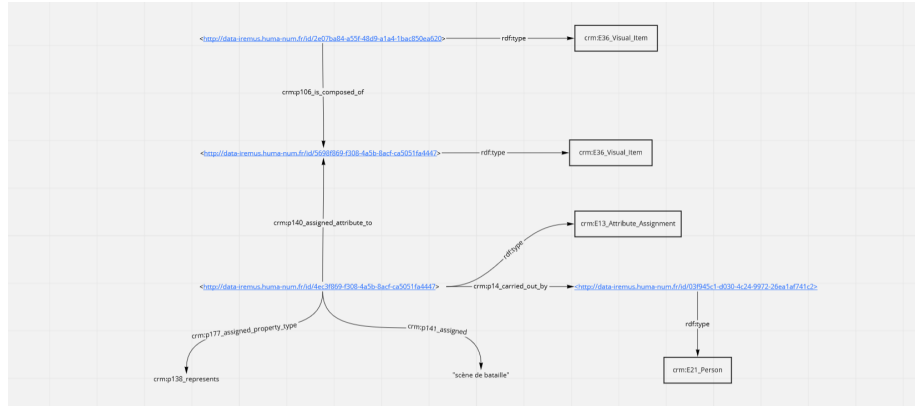 <http://data-iremus.huma-num.fr/id/2e07ba84-a55f-48d9-a1a4-1bac850ea620>
rdf:type
crm:E36_Visual_Item
crm:p106_is_composed_of
<http://data-iremus.huma-num.fr/id/5698f869-f308-4a5b-8acf-ca5051fa4447>
rdf:type
crm:E36_Visual_Item
crm:p140_assigned_attribute_to
crm:E13_Attribute_Assignment
rdf:type
<http://data-iremus.huma-num.fr/id/4ec3f869-f308-4a5b-8acf-ca5051fa4447>
crm:p14_carried_out_by
<http://data-iremus.huma-num.fr/id/03f945c1-d030-4c24-9972-26ea1af741c2>
rdf:type
crm:p177_assigned_property_type
crm:p141_assigned
crm:p138_represents
"scène de bataille"
crm:E21_Person